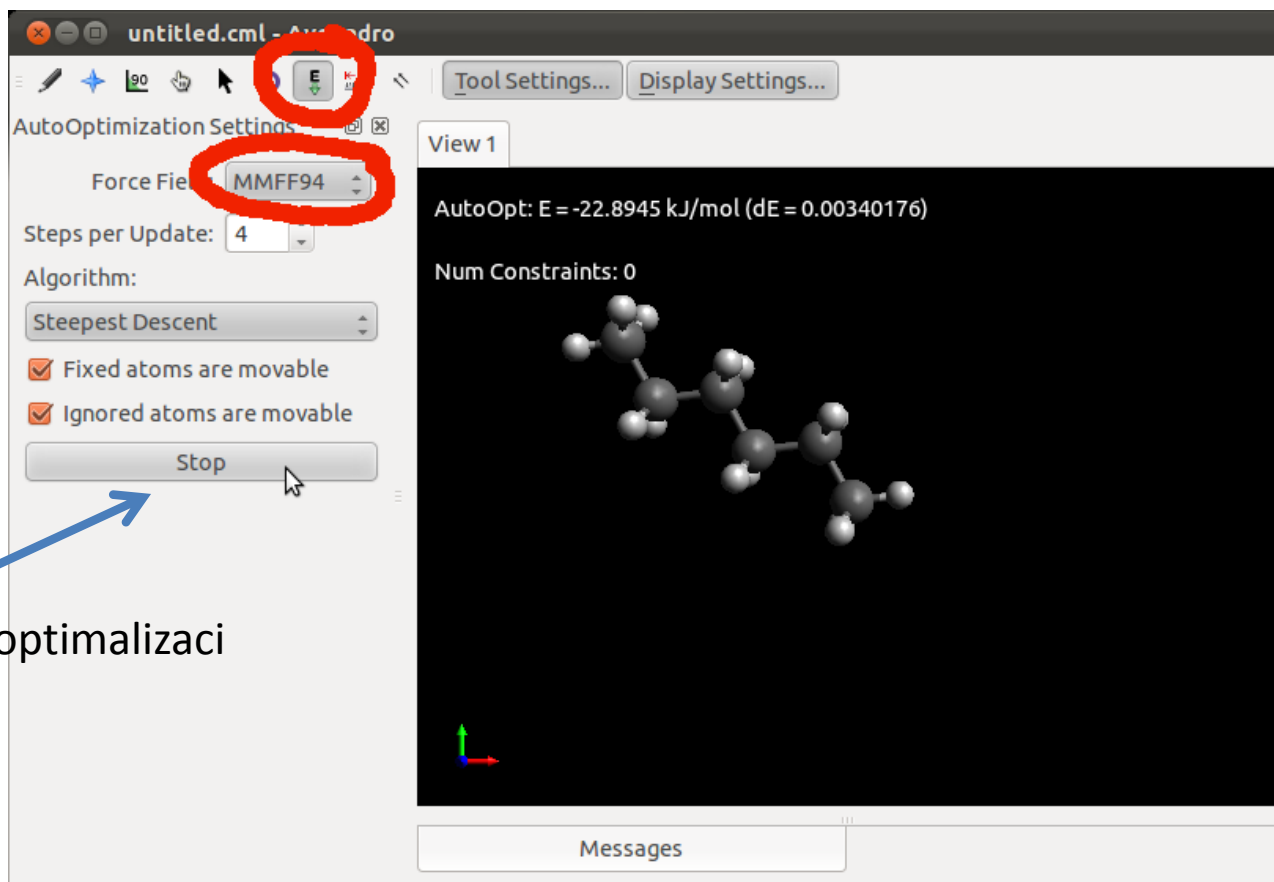 untitled.cml -
90
E
Tool Settings... Display Settings...
AutoOptimization Settings
View 1
Force MMFF94
AutoOpt: E = -22.8945 kJ/mol (dE = 0.00340176)
Steps per Update: 4
Num Constraints: 0
Algorithm:
Steepest Descent
Fixed atoms are movable
Ignored atoms are movable
Stop
optimalizaci
Messages